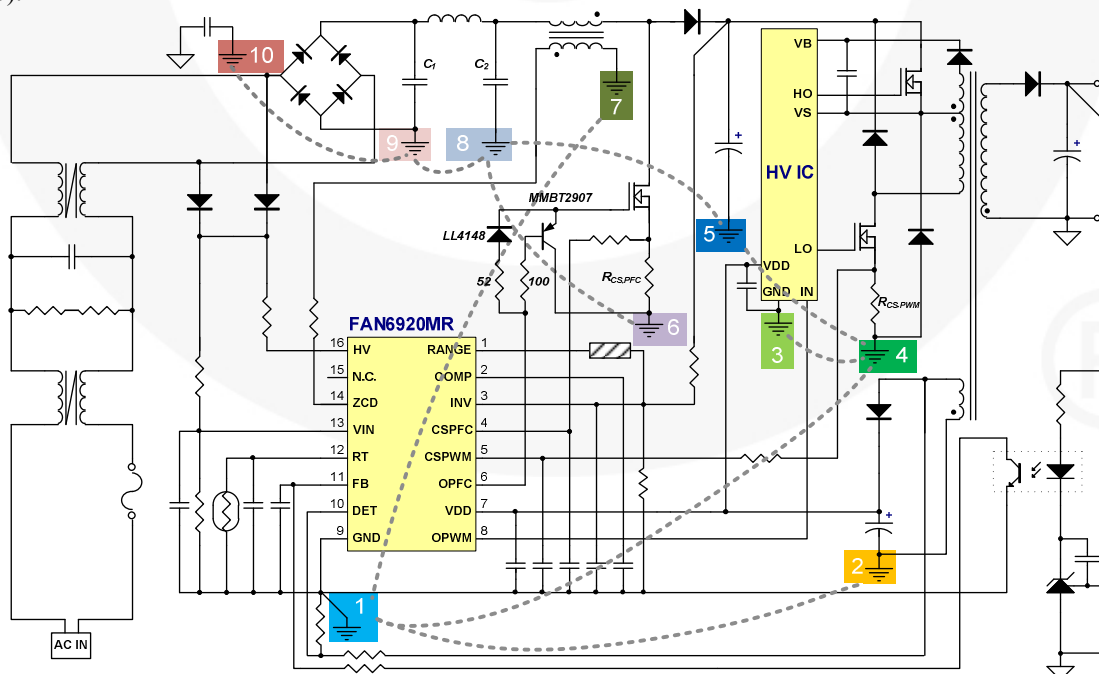 10
C1
C2
7
9
8
VB
HO
VS
HV IC
MMBT2907
LL4148
5
LO
52
100
RCS,PFC
VDD
GND IN
RCS,PWM
FAN6920MR
6
3
4
16 HV RANGE 1
15 N.C. COMP 2
14 ZCD INV 3
13 VIN CSPFC 4
12 RT CSPWM 5
11 FB OPFC 6
10 DET VDD 7
9 GND OPWM 8
+
+
+
2
1
AC IN